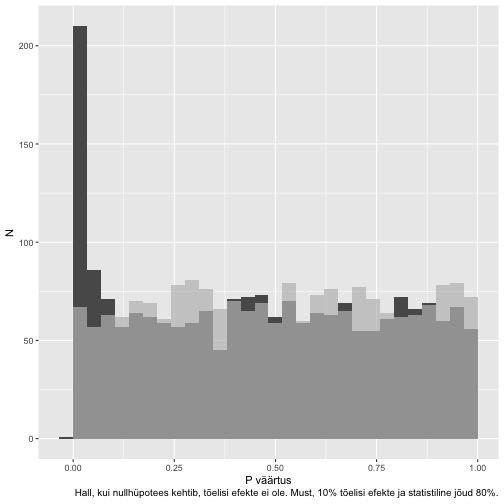 200
150
100
50
0
N
0.00 0.25 0.50 0.75 1.00
P väärtus
Hall, kui nullhüpotees kehtib, tõelisi efekte ei ole. Must, 10% tõelisi efekte ja statistiline jõud 80%.